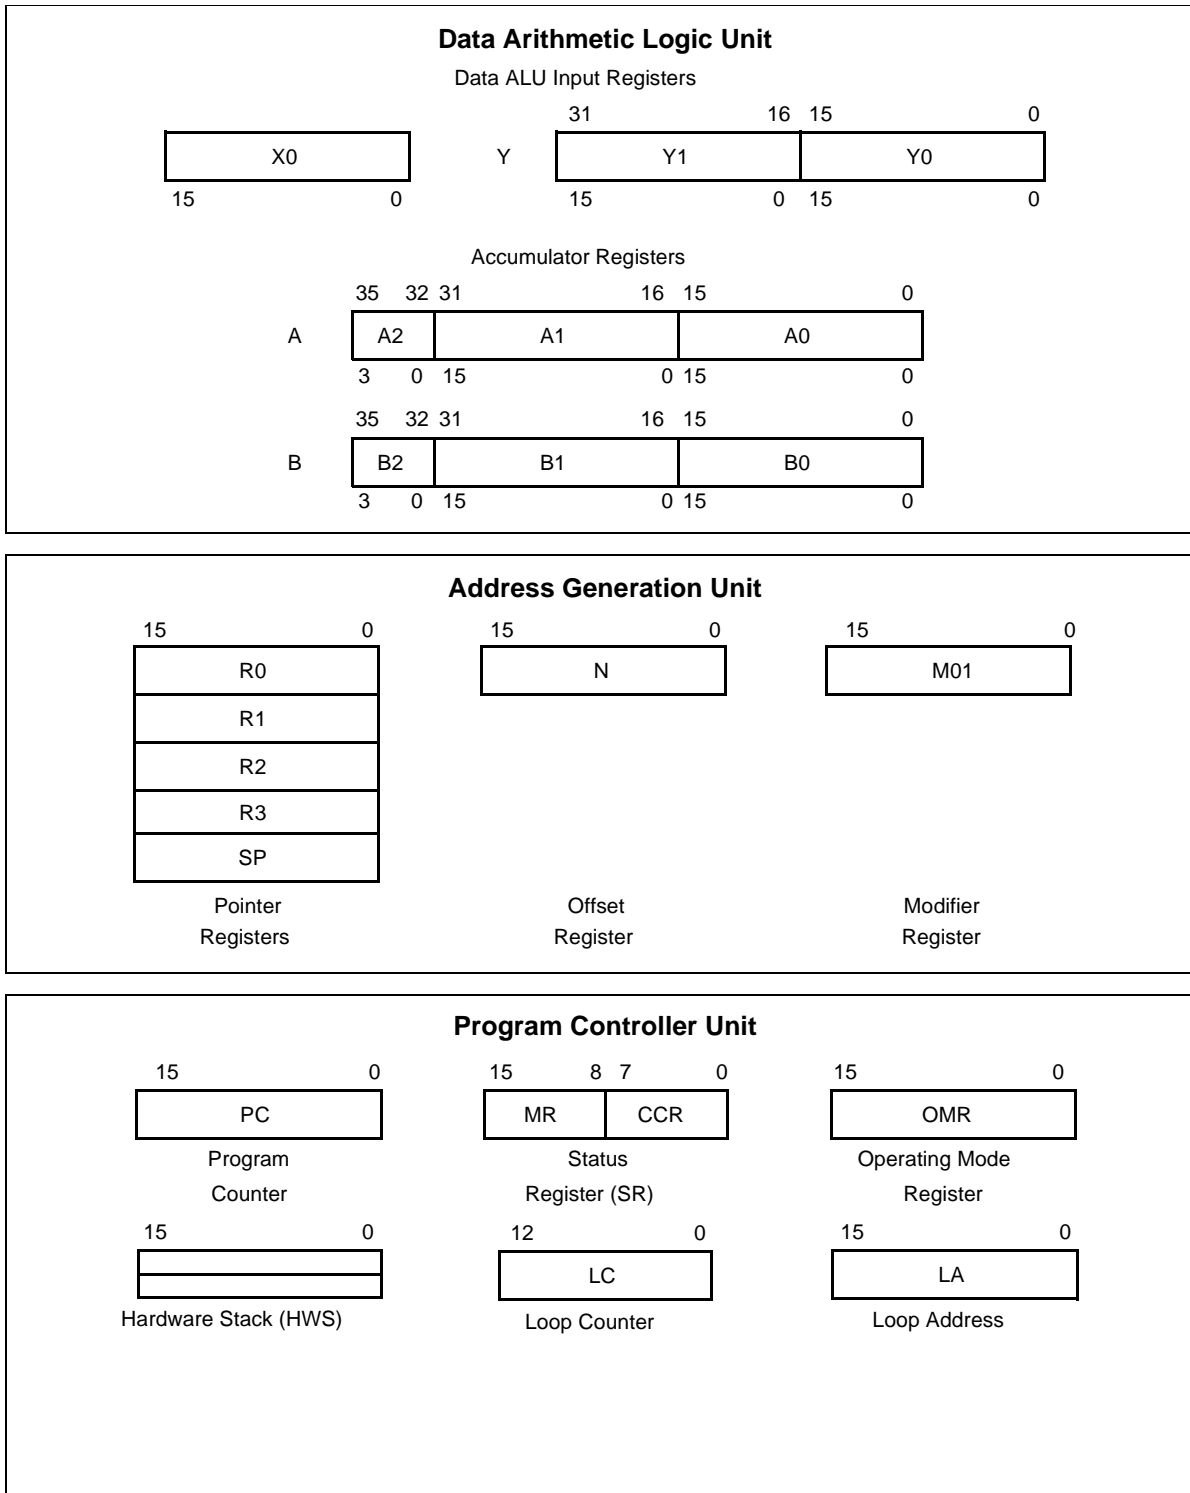 Data Arithmetic Logic Unit
Data ALU Input Registers
31 16 15 0
X0 Y Y1 Y0
15 0 15 0 15 0
Accumulator Registers
35 32 31 16 15 0
A A2 A1 A0
3 0 15 0 15 0
35 32 31 16 15 0
B B2 B1 B0
3 0 15 0 15 0
Address Generation Unit
15 0 15 0 15 0
R0 N M01
R1
R2
R3
SP
Pointer Offset Modifier
Registers Register Register
Program Controller Unit
15 0 15 8 7 0 15 0
PC MR CCR OMR
Program Status Operating Mode
Counter Register (SR) Register
15 0 12 0 15 0
LC LA
Hardware Stack (HWS) Loop Counter Loop Address